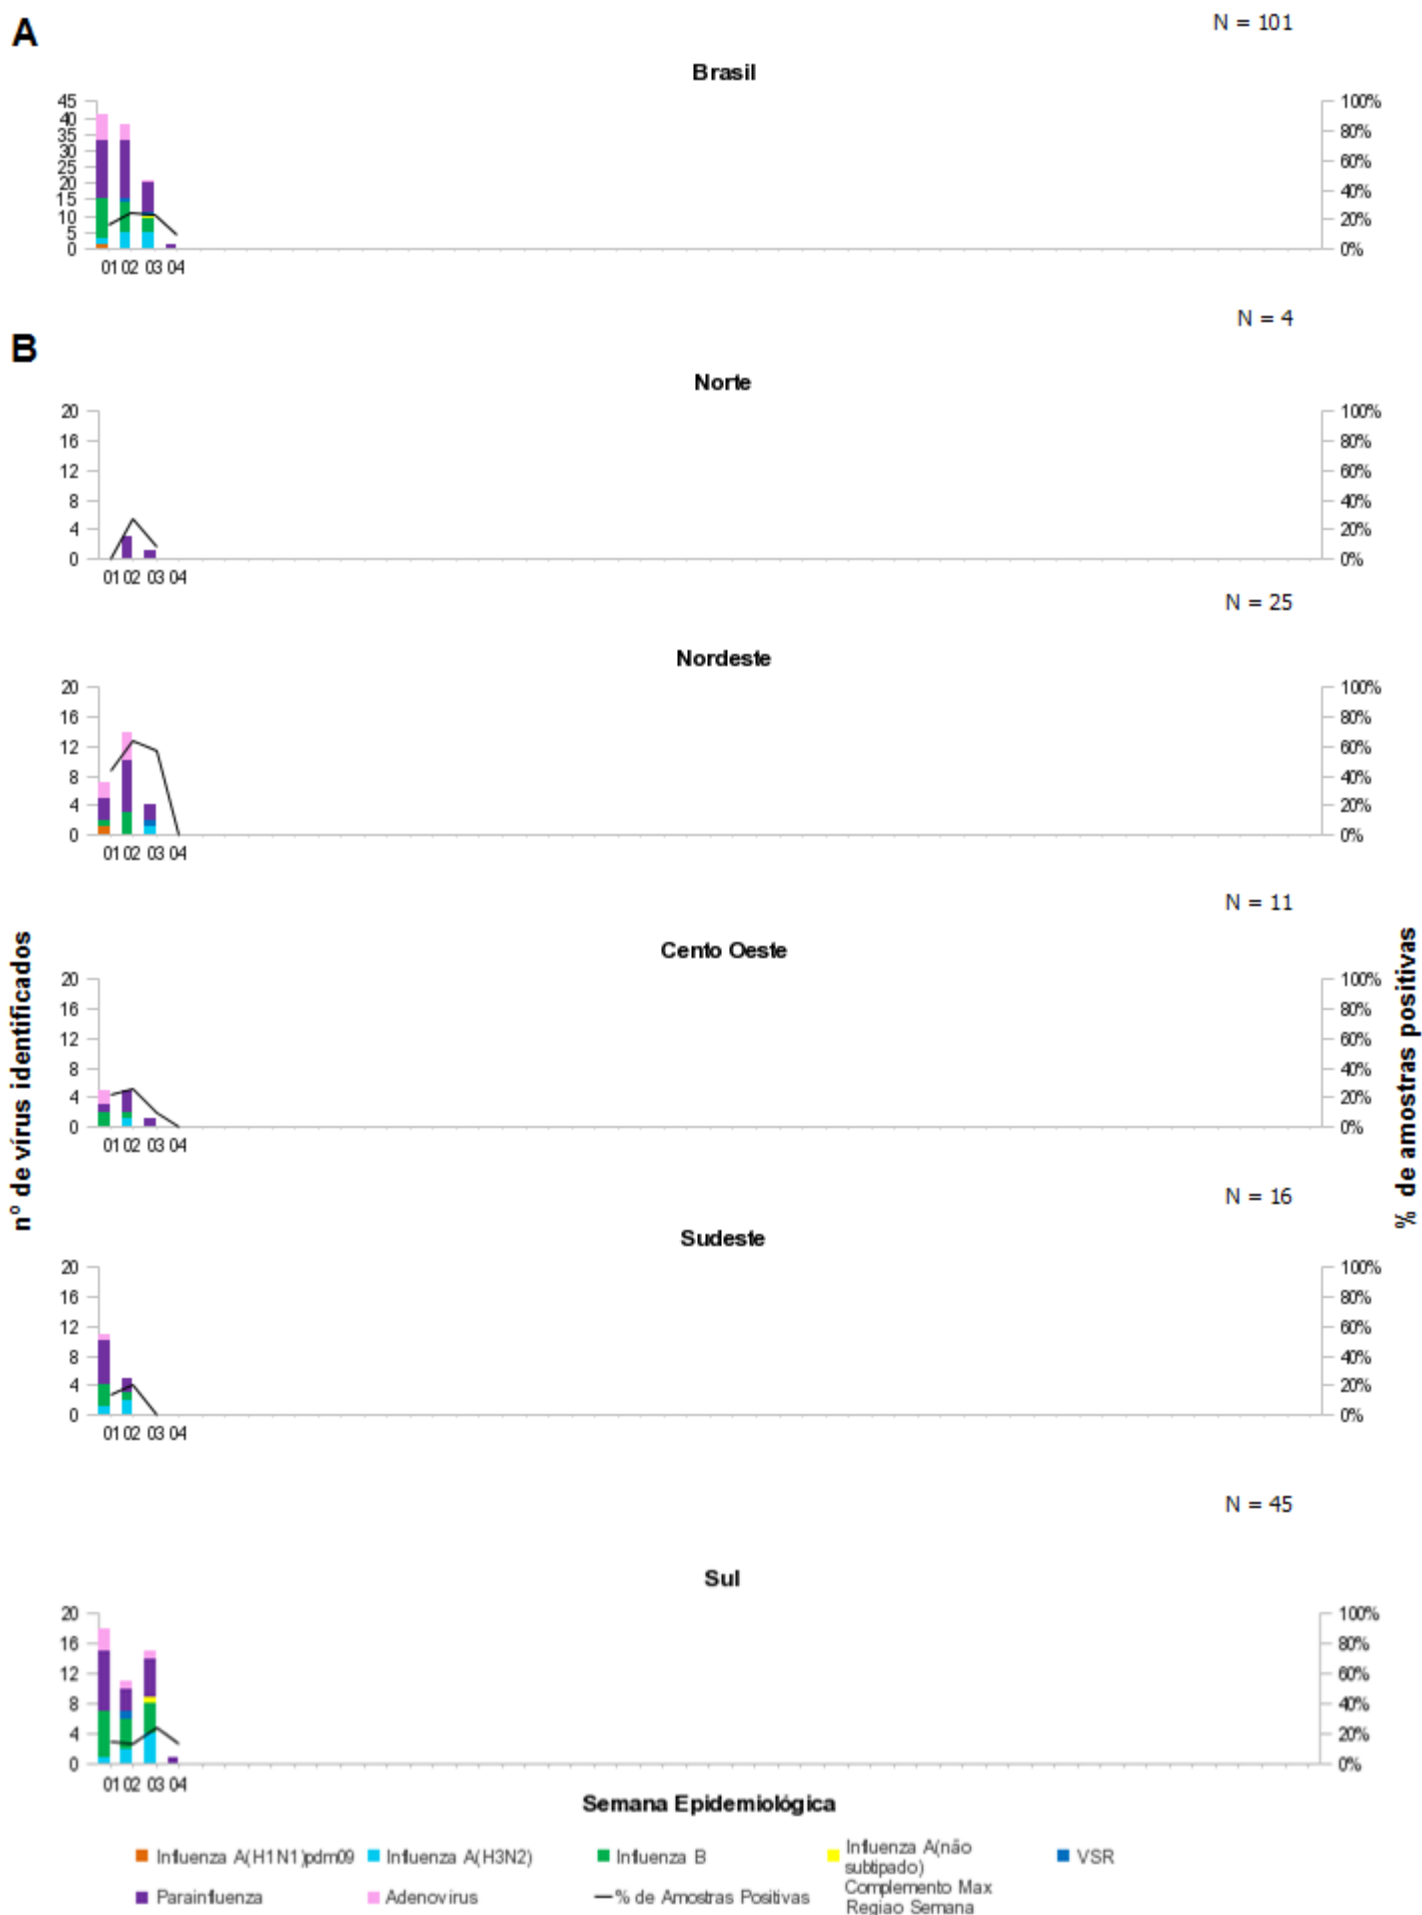 A
N = 101
Brasil
45
40
35
30
25
20
15
10
5
0
100%
80%
60%
40%
20%
0%
01 02 03 04
N = 4
B
Norte
20
16
12
8
4
0
100%
80%
60%
40%
20%
0%
01 02 03 04
N = 25
Nordeste
20
16
12
8
4
0
100%
80%
60%
40%
20%
0%
01 02 03 04
N = 11
Cento Oeste
20
16
12
8
4
0
100%
80%
60%
40%
20%
0%
01 02 03 04
nº de vírus identificados
% de amostras positivas
N = 16
Sudeste
20
16
12
8
4
0
100%
80%
60%
40%
20%
0%
01 02 03 04
N = 45
Sul
20
16
12
8
4
0
100%
80%
60%
40%
20%
0%
01 02 03 04
Semana Epidemiológica
Influenza A(H1N1)pdm09
Influenza A(H3N2)
Influenza B
Influenza A(não
subtipado)
VSR
Parainfluenza
Adenovirus
% de Amostras Positivas
Complemento Max
Regiao Semana